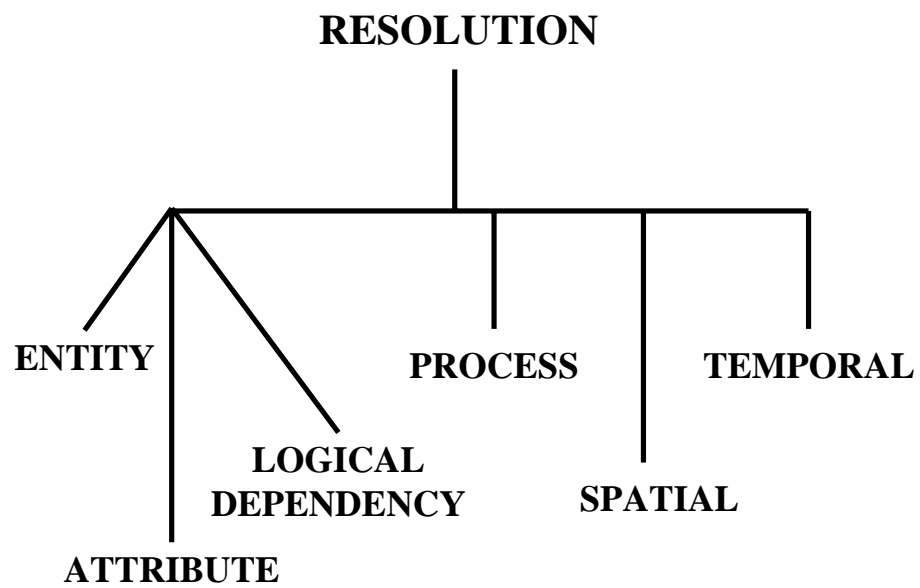 RESOLUTION
ENTITY
PROCESS
TEMPORAL
LOGICAL
DEPENDENCY
SPATIAL
ATTRIBUTE